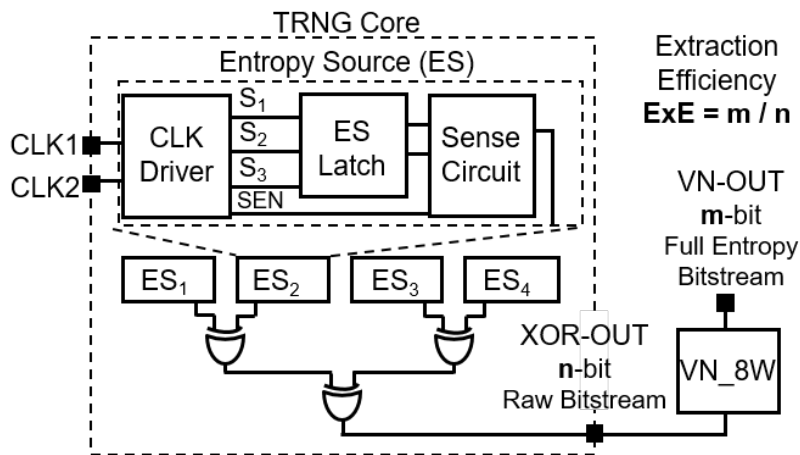 TRNG Core
Entropy Source (ES)
Extraction
Efficiency
ExE = m / n
CLK1
CLK2
CLK
Driver
S₁
S₂
S₃
SEN
ES
Latch
Sense
Circuit
VN-OUT
m-bit
Full Entropy
Bitstream
ES₁
ES₂
ES₃
ES₄
XOR-OUT
n-bit
Raw Bitstream
VN_8W